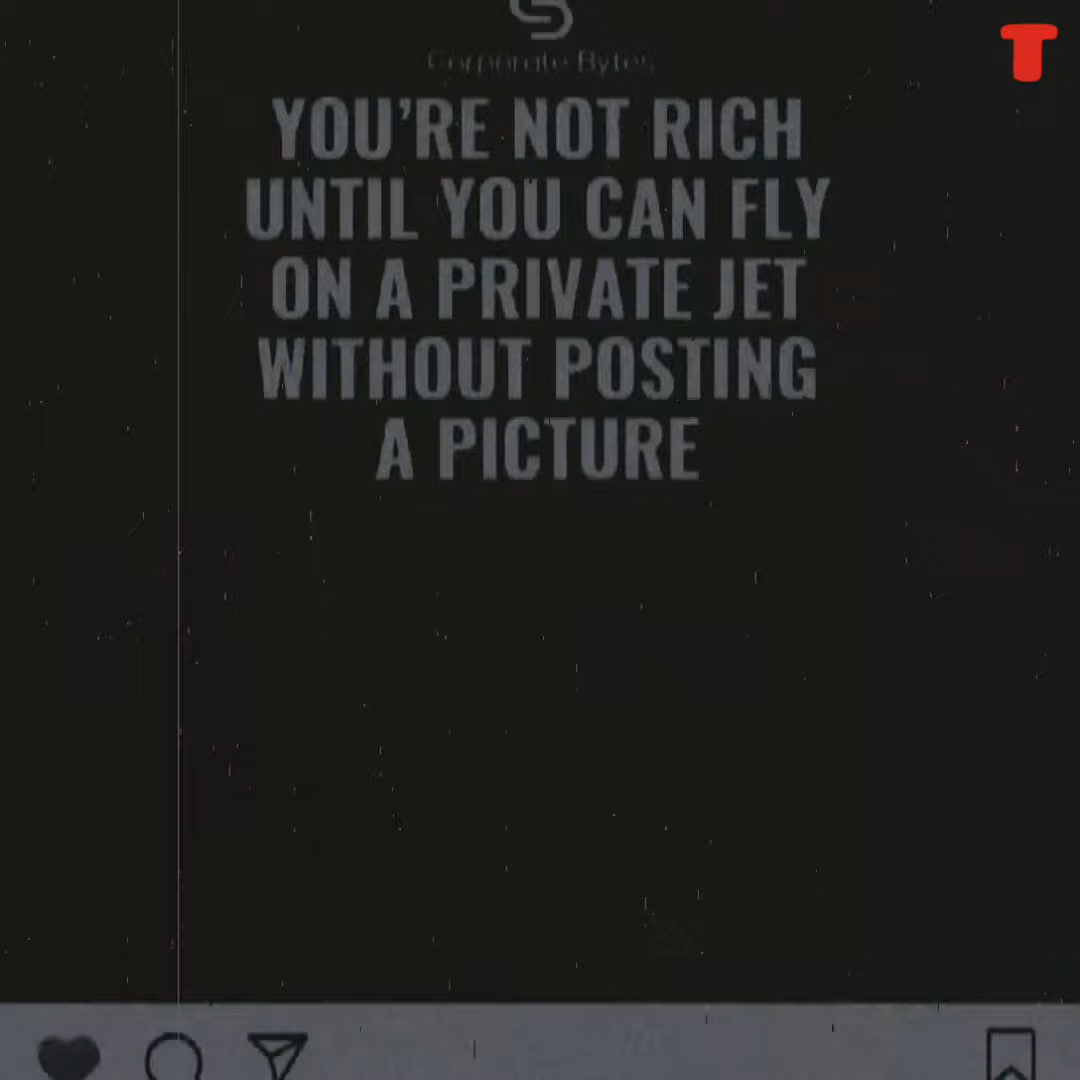 T
Corporate Bytes
YOU'RE NOT RICH
UNTIL YOU CAN FLY
ON A PRIVATE JET
WITHOUT POSTING
A PICTURE